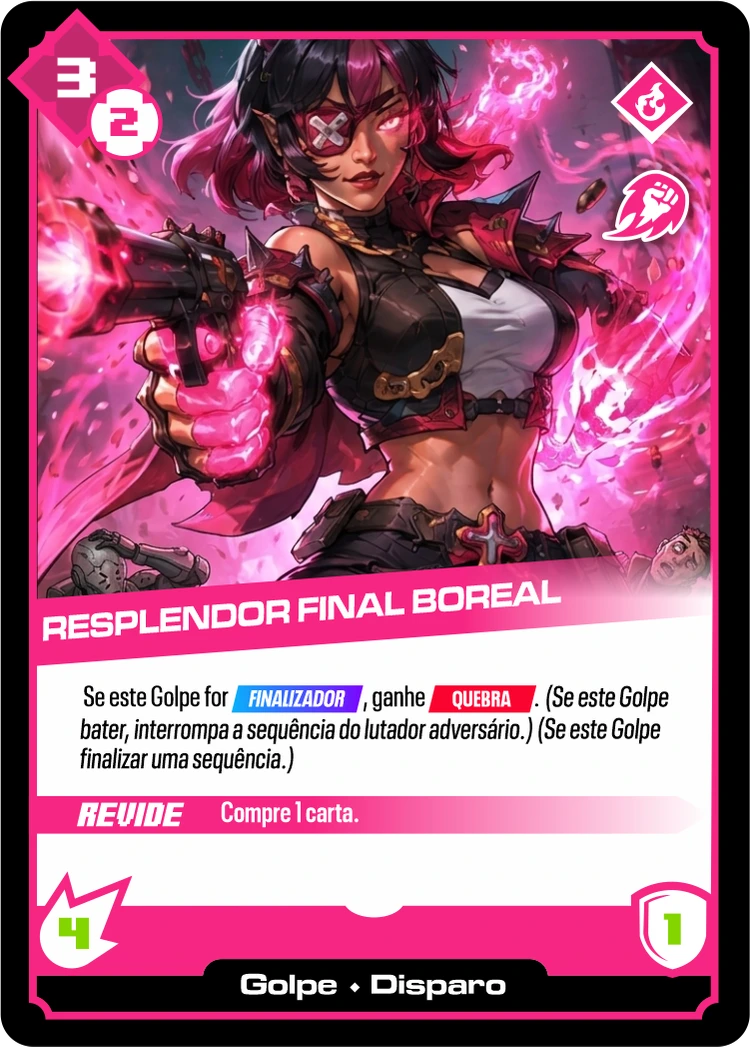 3
2
RESPLENDOR FINAL BOREAL
Se este Golpe for FINALIZADOR, ganhe QUEBRA. (Se este Golpe
bater, interrompa a sequência do lutador adversário.) (Se este Golpe
finalizar uma sequência.)
REVIDE Compre 1 carta.
4
1
Golpe • Disparo